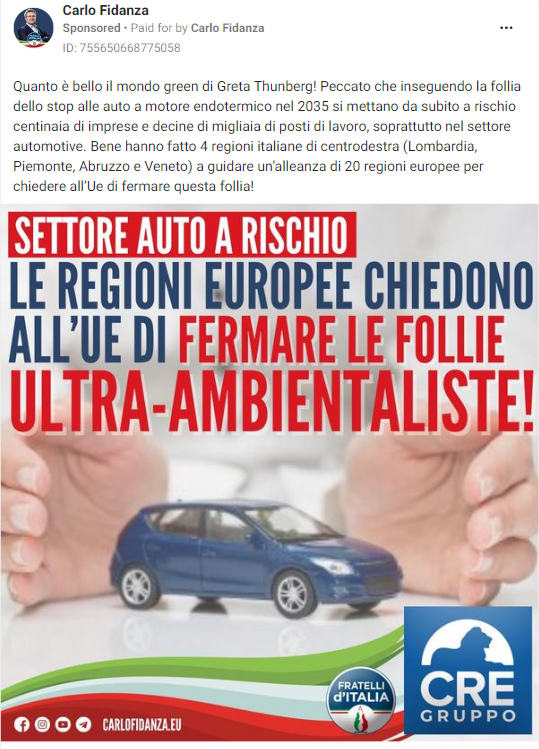 Carlo Fidanza
Sponsored • Paid for by Carlo Fidanza
ID: 755650668775058
Quanto è bello il mondo green di Greta Thunberg! Peccato che inseguendo la follia
dello stop alle auto a motore endotermico nel 2035 si mettano da subito a rischio
centinaia di imprese e decine di migliaia di posti di lavoro, soprattutto nel settore
automotive. Bene hanno fatto 4 regioni italiane di centrodestra (Lombardia,
Piemonte, Abruzzo e Veneto) a guidare un’alleanza di 20 regioni europee per
chiedere all’Ue di fermare questa follia!
SETTORE AUTO A RISCHIO
LE REGIONI EUROPEE CHIEDONO
ALL’UE DI FERMARE LE FOLLIE
ULTRA-AMBIENTALISTE!
FRATELLI
d’ITALIA
CRE
GRUPPO
CARLOFIDANZA.EU